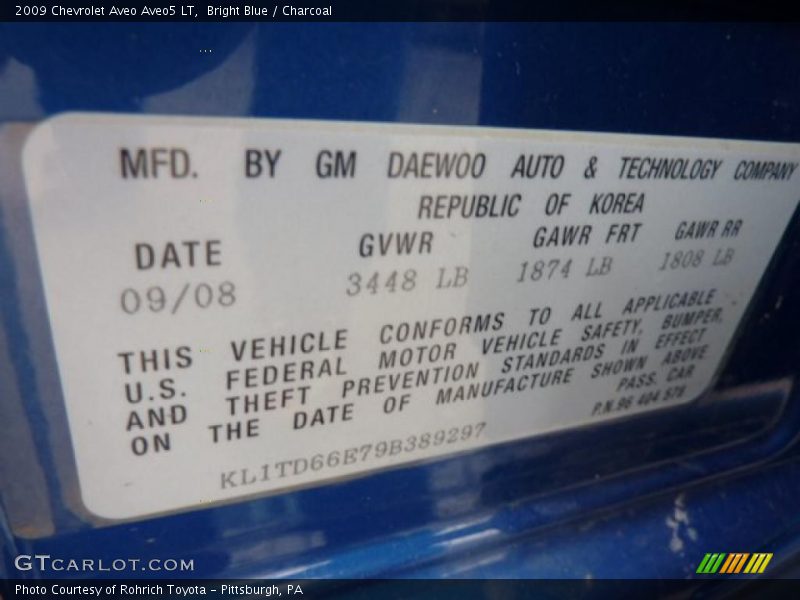 2009 Chevrolet Aveo Aveo5 LT,  Bright Blue / Charcoal
MFD. BY GM DAEWOO AUTO & TECHNOLOGY COMPANY
REPUBLIC OF KOREA
DATE GVWR GAWR FRT GAWR RR
09/08 3448 LB 1874 LB 1808 LB
THIS VEHICLE CONFORMS TO ALL APPLICABLE
U.S. FEDERAL MOTOR VEHICLE SAFETY, BUMPER,
AND THEFT PREVENTION STANDARDS IN EFFECT
ON THE DATE OF MANUFACTURE SHOWN ABOVE
PASS. CAR
KL1TD66E79B389297
P.N.96 404 578
GTCARLOT.COM
Photo Courtesy of Rohrich Toyota - Pittsburgh, PA